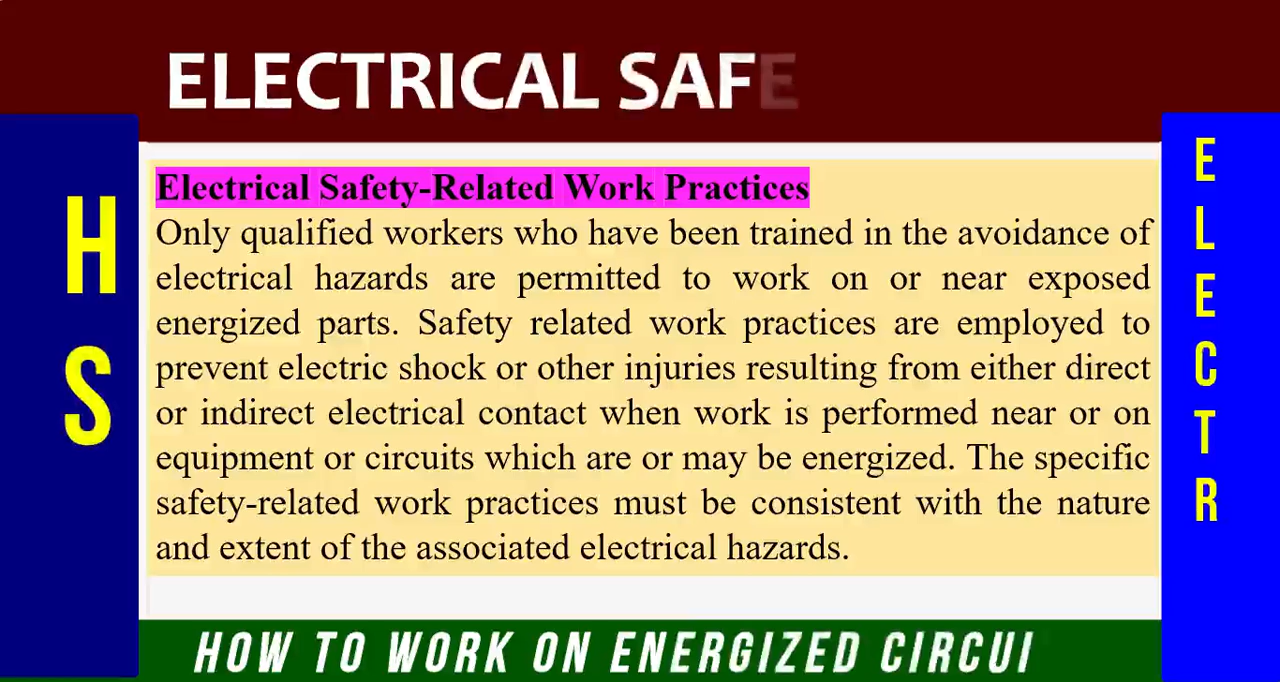 ELECTRICAL SAFE
H
S
Electrical Safety-Related Work Practices
Only qualified workers who have been trained in the avoidance of
electrical hazards are permitted to work on or near exposed
energized parts. Safety related work practices are employed to
prevent electric shock or other injuries resulting from either direct
or indirect electrical contact when work is performed near or on
equipment or circuits which are or may be energized. The specific
safety-related work practices must be consistent with the nature
and extent of the associated electrical hazards.
E
L
E
C
T
R
HOW TO WORK ON ENERGIZED CIRCUI